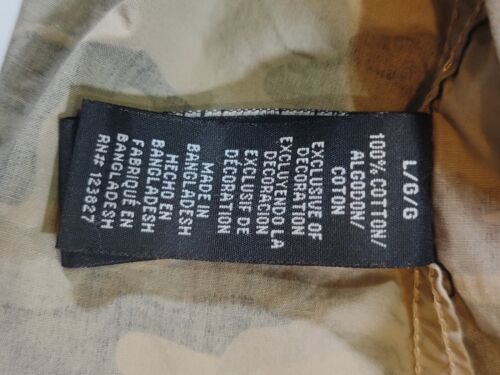 L/G/G
100% COTTON/
ALGODON/
COTON
EXCLUSIVE OF
DECORATION
EXCLUYENDO LA
DECORACION
EXCLUSIF DE
DÉCORATION
MADE IN
BANGLADESH
HECHO EN
BANGLADESH
FABRIQUÉ EN
BANGLADESH
RN# 123827